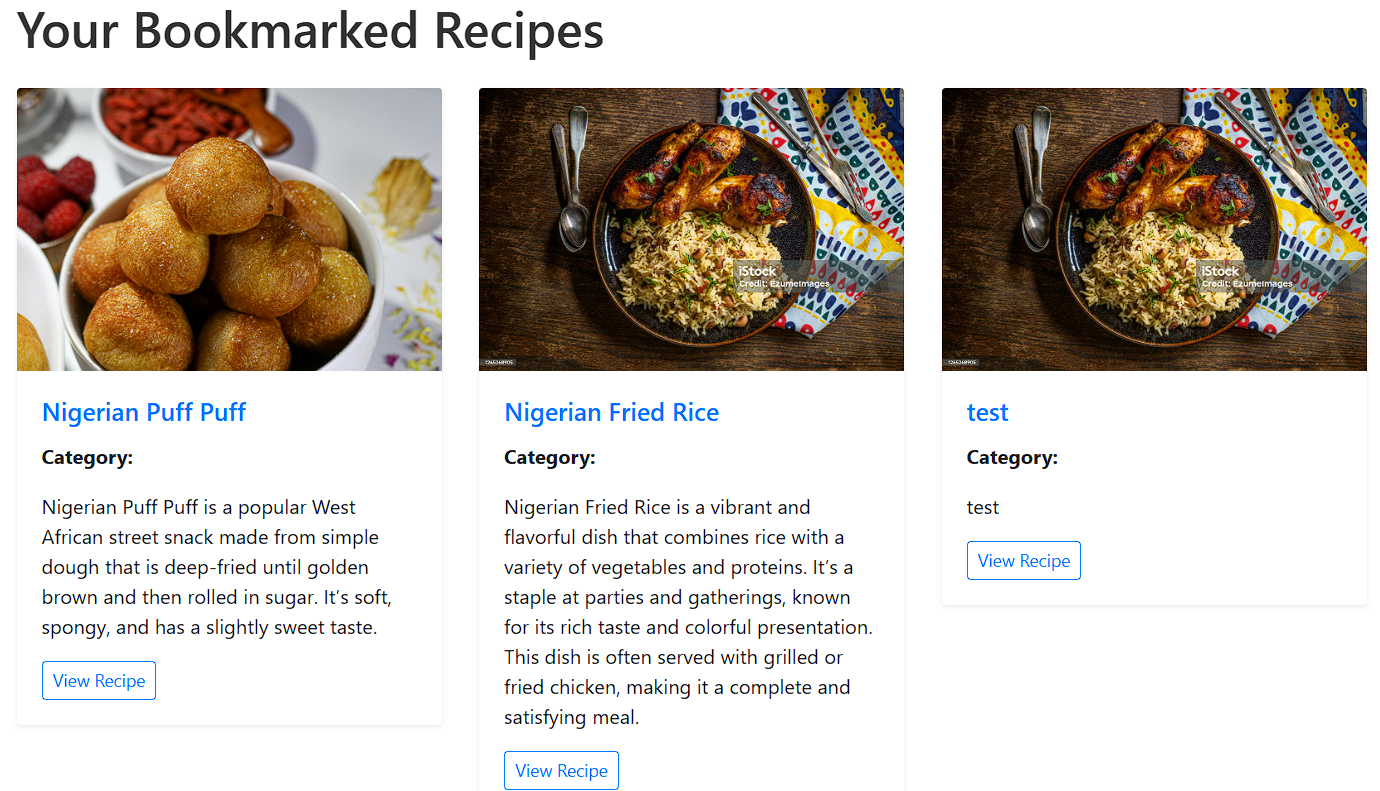 Your Bookmarked Recipes
iStock
Credit: EzumeImages
1265268905
Nigerian Puff Puff
Category:
Nigerian Puff Puff is a popular West
African street snack made from simple
dough that is deep-fried until golden
brown and then rolled in sugar. It’s soft,
spongy, and has a slightly sweet taste.
View Recipe
Nigerian Fried Rice
Category:
Nigerian Fried Rice is a vibrant and
flavorful dish that combines rice with a
variety of vegetables and proteins. It’s a
staple at parties and gatherings, known
for its rich taste and colorful presentation.
This dish is often served with grilled or
fried chicken, making it a complete and
satisfying meal.
View Recipe
iStock
Credit: EzumeImages
test
Category:
test
View Recipe